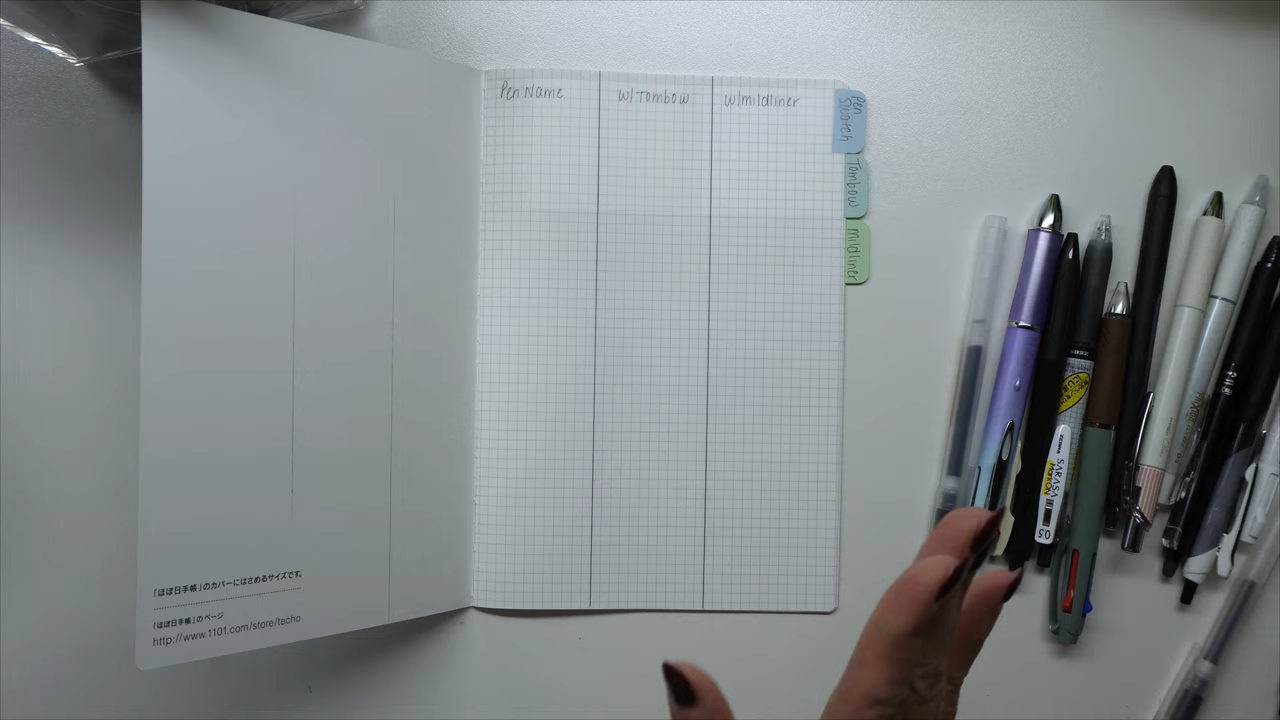 Pen Name
w/Tombow
w/mildliner
Pen
Swatch
Tombow
mildliner
「ほぼ日手帳」のカバーにはさめるサイズです。
「ほぼ日手帳」のページ
http://www.1101.com/store/techo
ZEBRA
SARASA
MARK ON
0.5